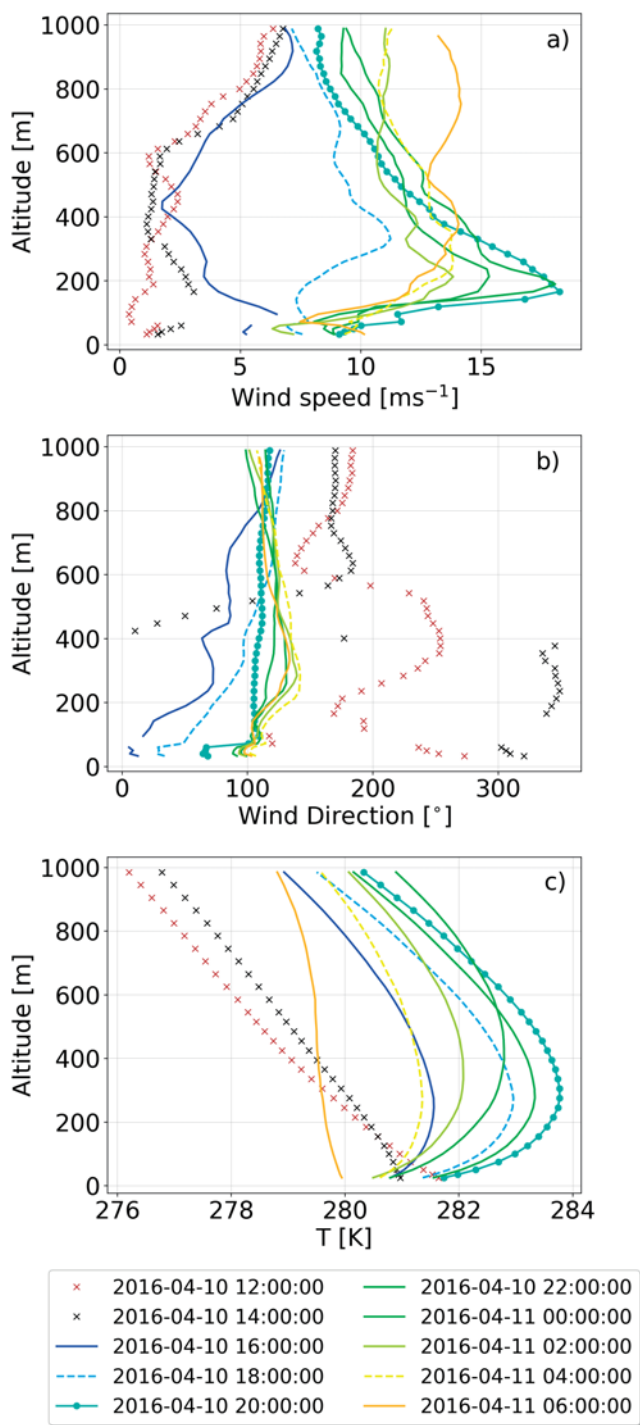 1000
800
600
400
200
0
Altitude [m]
a)
0 5 10 15
Wind speed [ms⁻¹]
1000
800
600
400
200
0
Altitude [m]
b)
0 100 200 300
Wind Direction [°]
1000
800
600
400
200
0
Altitude [m]
c)
276 278 280 282 284
T [K]
2016-04-10 12:00:00
2016-04-10 14:00:00
2016-04-10 16:00:00
2016-04-10 18:00:00
2016-04-10 20:00:00
2016-04-10 22:00:00
2016-04-11 00:00:00
2016-04-11 02:00:00
2016-04-11 04:00:00
2016-04-11 06:00:00